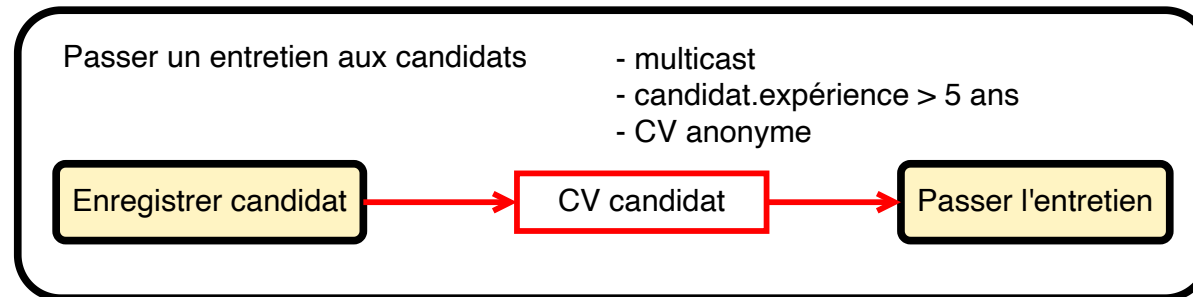 Passer un entretien aux candidats
- multicast
- candidat.expérience > 5 ans
- CV anonyme
Enregistrer candidat
CV candidat
Passer l'entretien